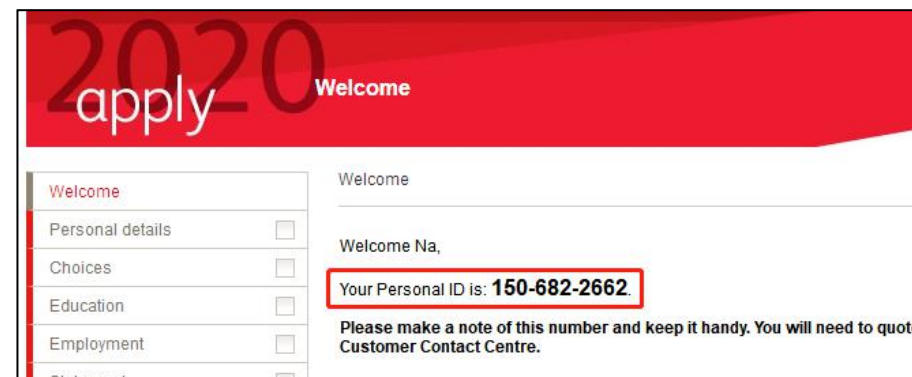 2020
apply
Welcome
Welcome
Personal details
Choices
Education
Employment
Welcome
Welcome Na,
Your Personal ID is: 150-682-2662.
Please make a note of this number and keep it handy. You will need to quot
Customer Contact Centre.